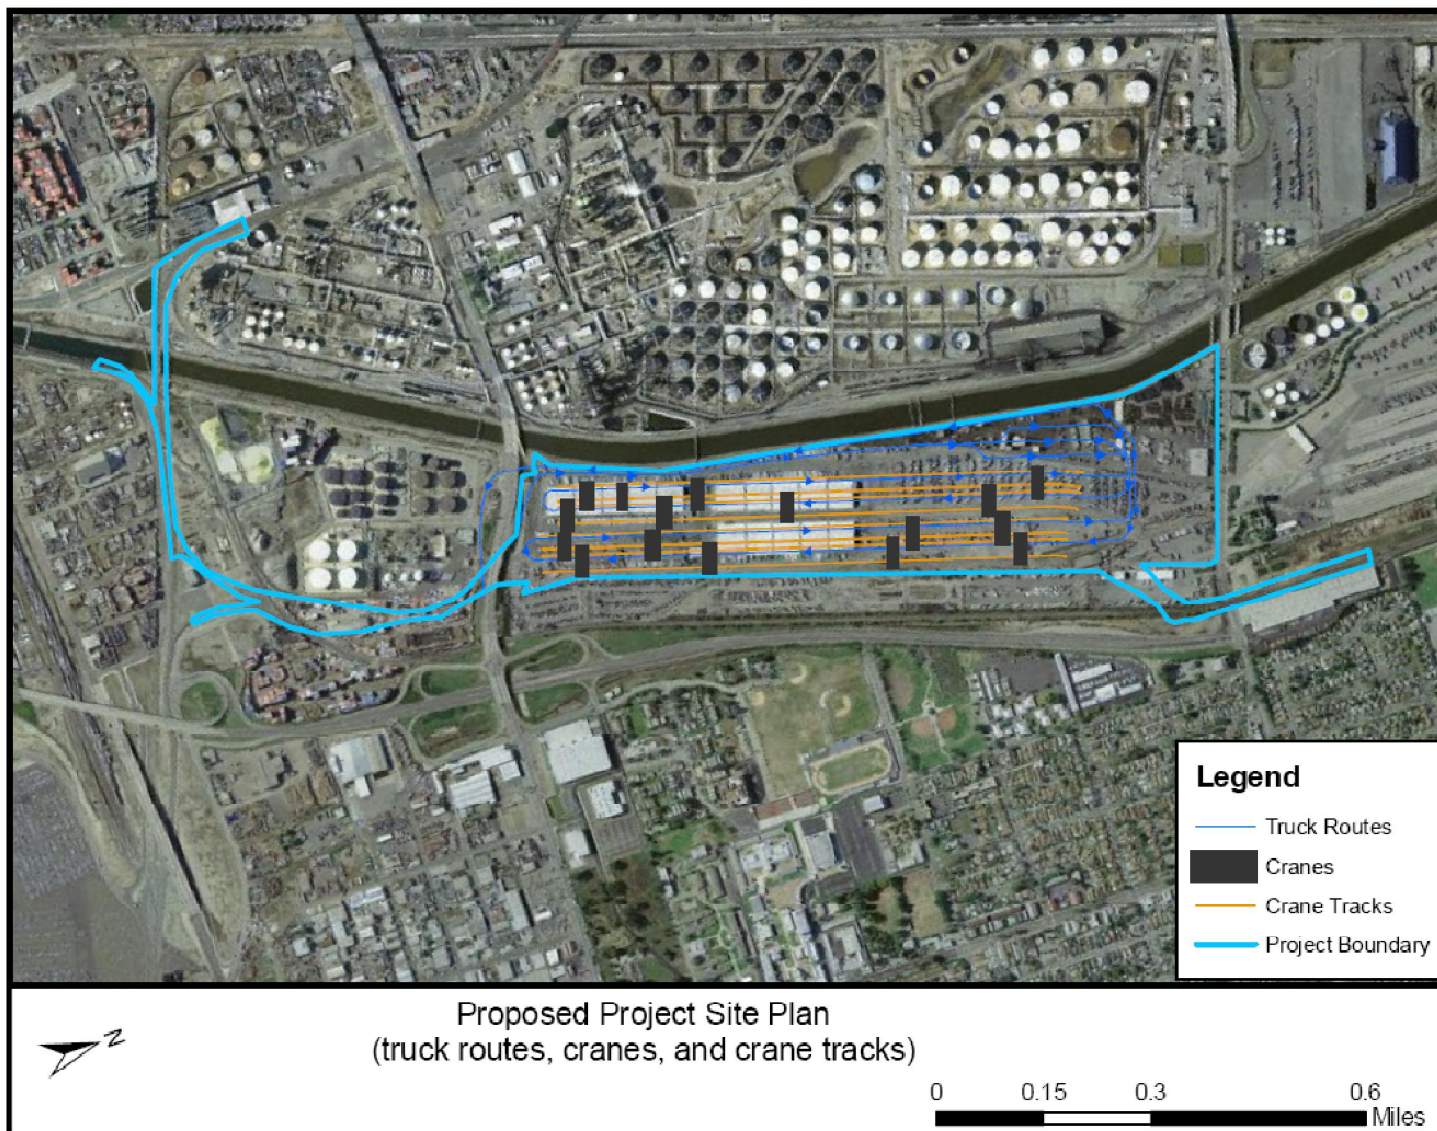 Legend
Truck Routes
Cranes
Crane Tracks
Project Boundary
Proposed Project Site Plan
(truck routes, cranes, and crane tracks)
N
0 0.15 0.3 0.6
Miles